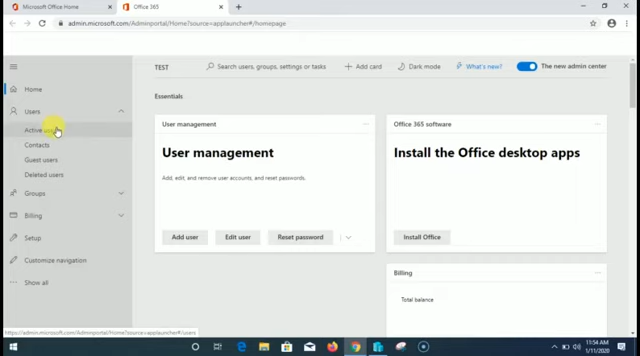 Microsoft Office Home
Office 365
admin.microsoft.com/Adminportal/Home?source=applauncher#/homepage
TEST
Search users, groups, settings or tasks
Add card
Dark mode
What's new?
The new admin center
Home
Users
Active
Contacts
Guest users
Deleted users
Groups
Billing
Setup
Customize navigation
Show all
Essentials
User management
User management
Add, edit, and remove user accounts, and reset passwords.
Add user
Edit user
Reset password
Office 365 software
Install the Office desktop apps
Install Office
Billing
Total balance
https://admin.microsoft.com/Adminportal/Home?source=applauncher#/users
11:54 AM
1/11/2020